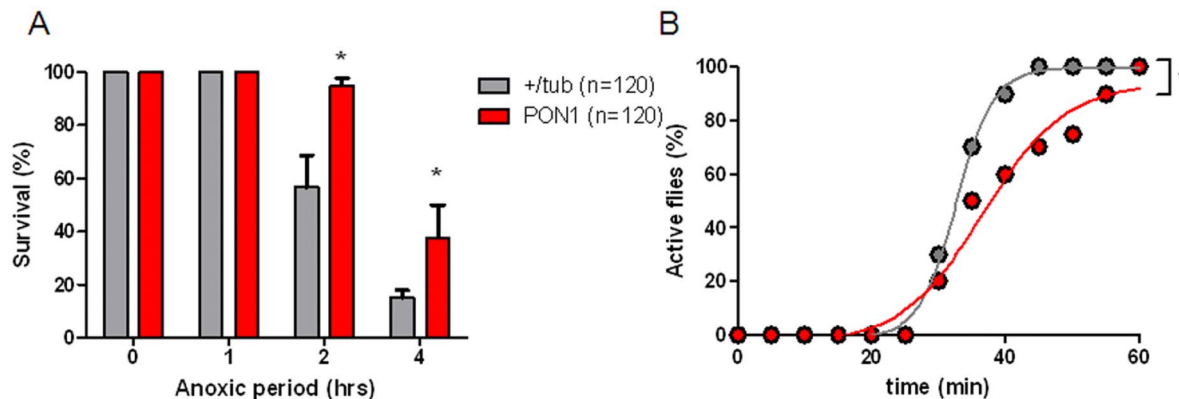 A
B
100
80
60
40
20
0
Survival (%)
*
*
+/tub (n=120)
PON1 (n=120)
0 1 2 4
Anoxic period (hrs)
100
80
60
40
20
0
Active flies (%)
0 20 40 60
time (min)